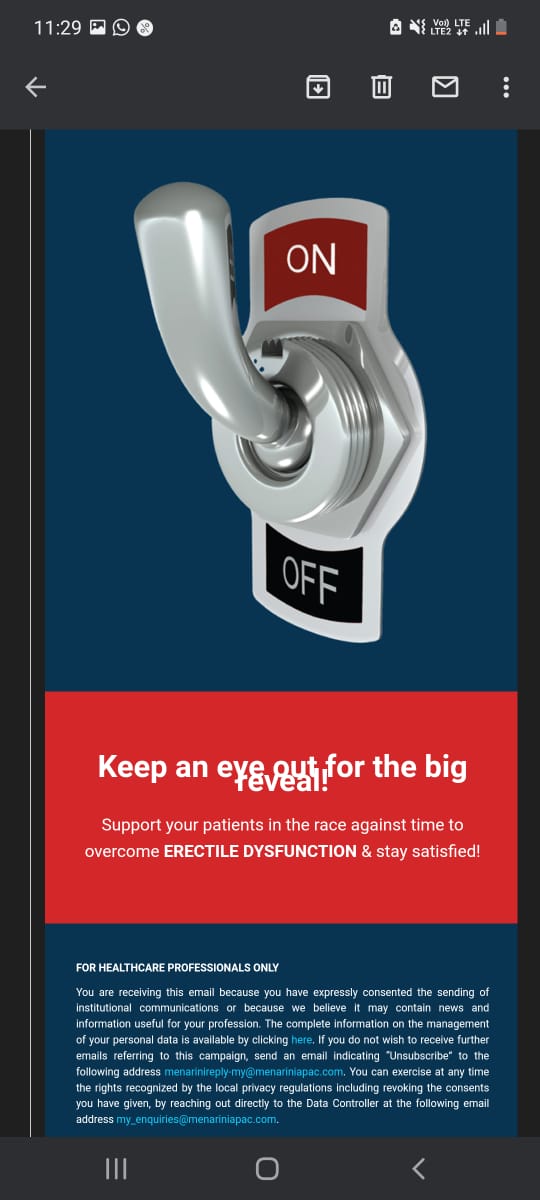 11:29
Vo)) LTE
LTE2
ON
OFF
Keep an eye out for the big
reveal!
Support your patients in the race against time to
overcome ERECTILE DYSFUNCTION & stay satisfied!
FOR HEALTHCARE PROFESSIONALS ONLY
You are receiving this email because you have expressly consented the sending of
institutional communications or because we believe it may contain news and
information useful for your profession. The complete information on the management
of your personal data is available by clicking here. If you do not wish to receive further
emails referring to this campaign, send an email indicating "Unsubscribe" to the
following address menarinireply-my@menariniapac.com. You can exercise at any time
the rights recognized by the local privacy regulations including revoking the consents
you have given, by reaching out directly to the Data Controller at the following email
address my_enquiries@menariniapac.com.